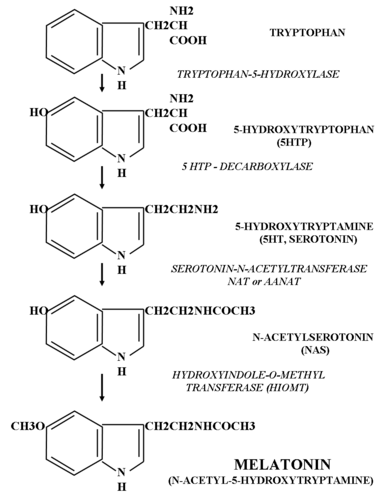 NH2
CH2CH
COOH
TRYPTOPHAN
N
H
TRYPTOPHAN-5-HYDROXYLASE
NH2
HO
CH2CH
COOH
5-HYDROXYTRYPTOPHAN
(5HTP)
N
H
5 HTP - DECARBOXYLASE
HO
CH2CH2NH2
5-HYDROXYTRYPTAMINE
(5HT, SEROTONIN)
N
H
SEROTONIN-N-ACETYLTRANSFERASE
NAT or AANAT
HO
CH2CH2NHCOCH3
N-ACETYLSEROTONIN
(NAS)
N
H
HYDROXYINDOLE-O-METHYL
TRANSFERASE (HIOMT)
CH3O
CH2CH2NHCOCH3
MELATONIN
(N-ACETYL-5-HYDROXYTRYPTAMINE)
N
H